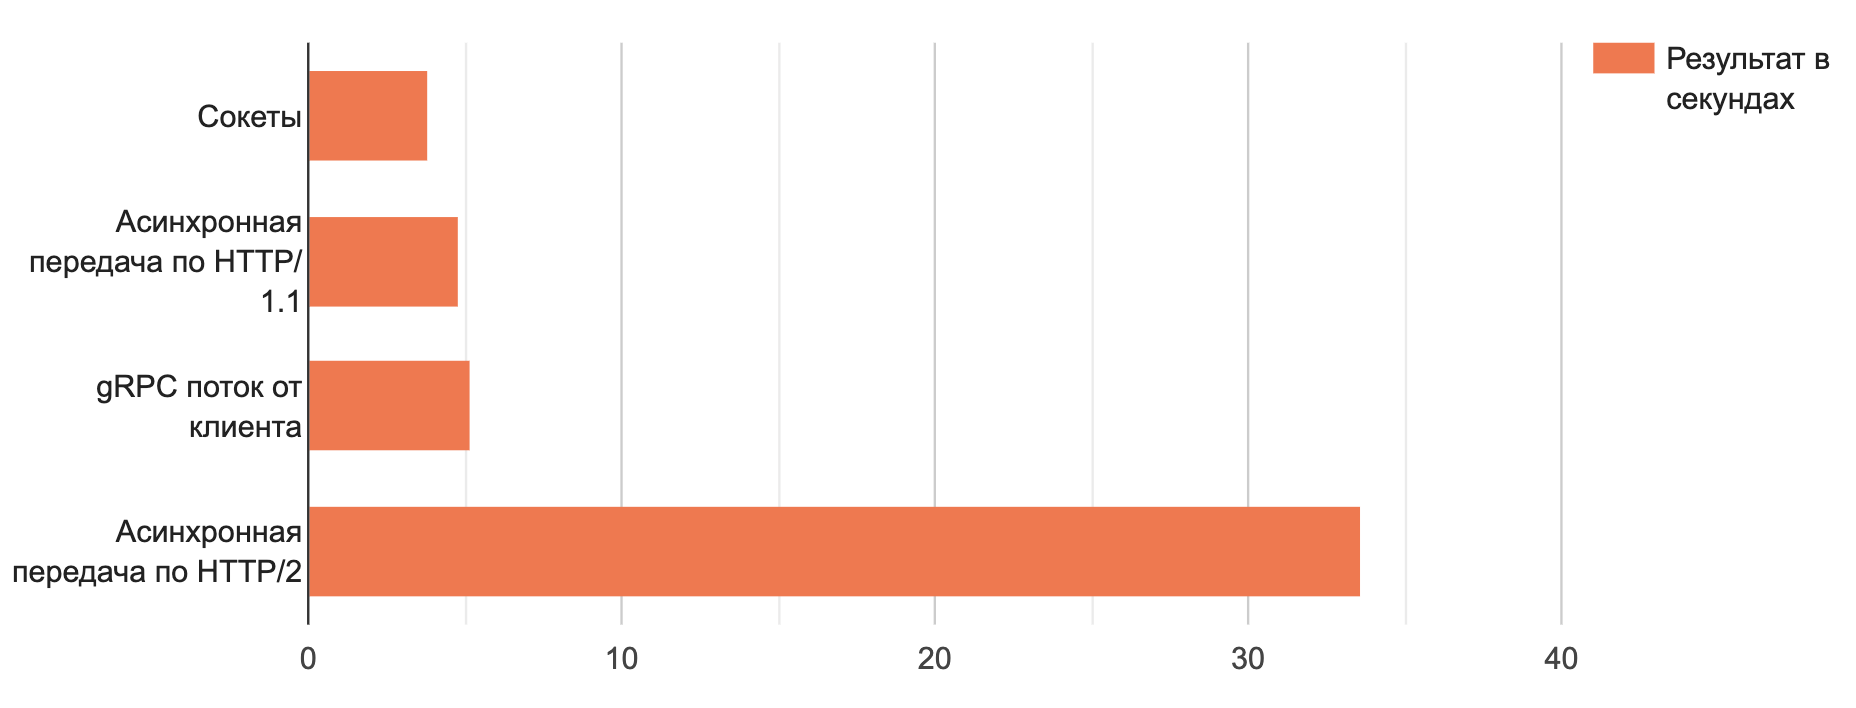 Сокеты
Асинхронная
передача по HTTP/
1.1
gRPC поток от
клиента
Асинхронная
передача по HTTP/2
0 10 20 30 40
Результат в
секундах